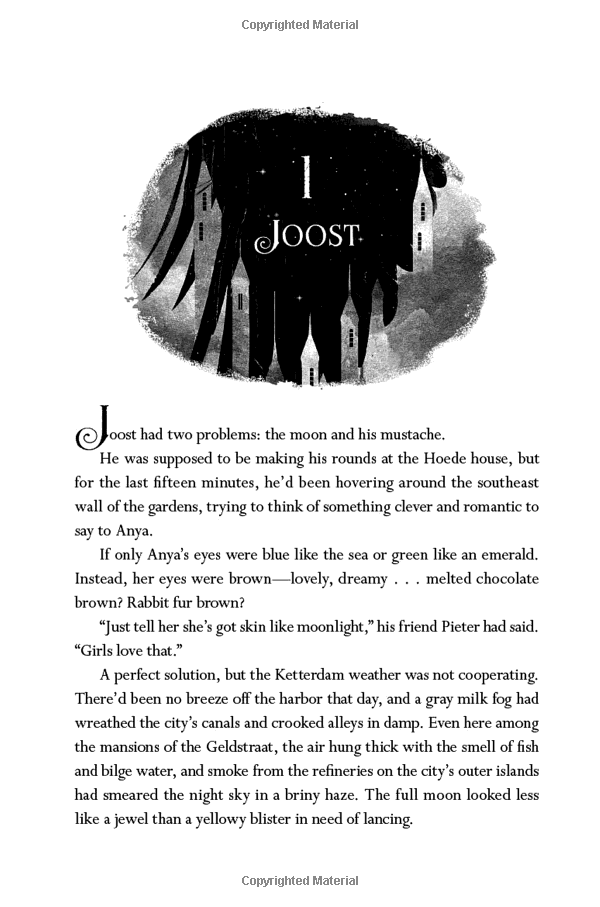 Copyrighted Material
1
JOOST
Joost had two problems: the moon and his mustache.
He was supposed to be making his rounds at the Hoede house, but
for the last fifteen minutes, he’d been hovering around the southeast
wall of the gardens, trying to think of something clever and romantic to
say to Anya.
If only Anya’s eyes were blue like the sea or green like an emerald.
Instead, her eyes were brown—lovely, dreamy . . . melted chocolate
brown? Rabbit fur brown?
“Just tell her she’s got skin like moonlight,” his friend Pieter had said.
“Girls love that.”
A perfect solution, but the Ketterdam weather was not cooperating.
There’d been no breeze off the harbor that day, and a gray milk fog had
wreathed the city’s canals and crooked alleys in damp. Even here among
the mansions of the Geldstraat, the air hung thick with the smell of fish
and bilge water, and smoke from the refineries on the city’s outer islands
had smeared the night sky in a briny haze. The full moon looked less
like a jewel than a yellowy blister in need of lancing.
Copyrighted Material